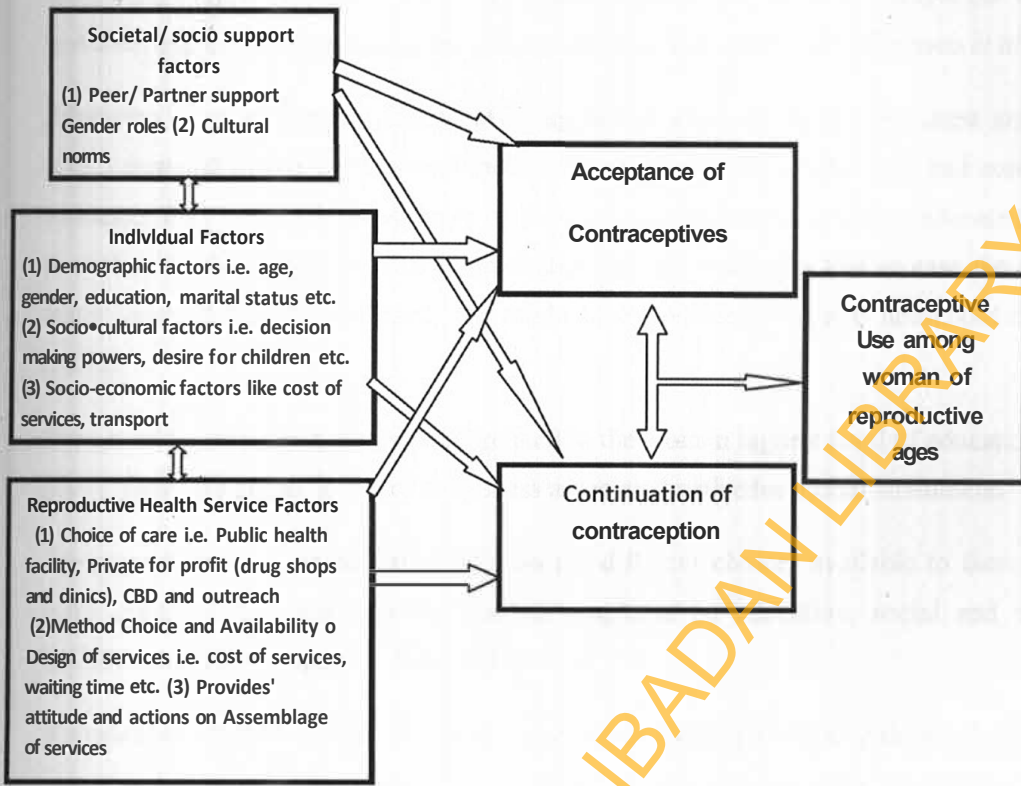 Societal/ socio support
factors
(1) Peer/ Partner support
Gender roles (2) Cultural
norms
Individual Factors
(1) Demographic factors i.e. age,
gender, education, marital status etc.
(2) Socio•cultural factors i.e. decision
making powers, desire for children etc.
(3) Socio-economic factors like cost of
services, transport
Reproductive Health Service Factors
(1) Choice of care i.e. Public health
facility, Private for profit (drug shops
and clinics), CBD and outreach
(2)Method Choice and Availability o
Design of services i.e. cost of services,
waiting time etc. (3) Provides'
attitude and actions on Assemblage
of services
Acceptance of
Contraceptives
Continuation of
contraception
Contraceptive
Use among
woman of
reproductive
ages
IBADAN LIBRARY